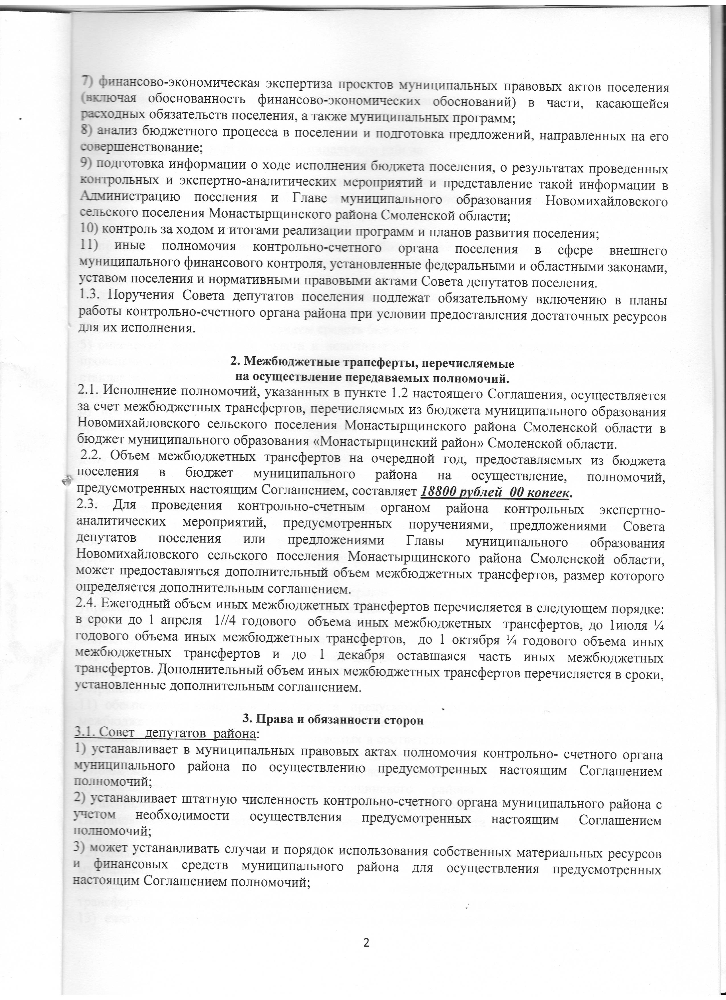 7) финансово-экономическая экспертиза проектов муниципальных правовых актов поселения
(включая обоснованность финансово-экономических обоснований) в части, касающейся
расходных обязательств поселения, а также муниципальных программ;
8) анализ бюджетного процесса в поселении и подготовка предложений, направленных на его
совершенствование;
9) подготовка информации о ходе исполнения бюджета поселения, о результатах проведенных
контрольных и экспертно-аналитических мероприятий и представление такой информации в
Администрацию поселения и Главе муниципального образования Новомихайловского
сельского поселения Монастырщинского района Смоленской области;
10) контроль за ходом и итогами реализации программ и планов развития поселения;
11) иные полномочия контрольно-счетного органа поселения в сфере внешнего
муниципального финансового контроля, установленные федеральными и областными законами,
уставом поселения и нормативными правовыми актами Совета депутатов поселения.
1.3. Поручения Совета депутатов поселения подлежат обязательному включению в планы
работы контрольно-счетного органа района при условии предоставления достаточных ресурсов
для их исполнения.
2. Межбюджетные трансферты, перечисляемые
на осуществление передаваемых полномочий.
2.1. Исполнение полномочий, указанных в пункте 1.2 настоящего Соглашения, осуществляется
за счет межбюджетных трансфертов, перечисляемых из бюджета муниципального образования
Новомихайловского сельского поселения Монастырщинского района Смоленской области в
бюджет муниципального образования «Монастырщинский район» Смоленской области.
2.2. Объем межбюджетных трансфертов на очередной год, предоставляемых из бюджета
поселения в бюджет муниципального района на осуществление, полномочий,
предусмотренных настоящим Соглашением, составляет 18800 рублей 00 копеек.
2.3. Для проведения контрольно-счетным органом района контрольных экспертно-
аналитических мероприятий, предусмотренных поручениями, предложениями Совета
депутатов поселения или предложениями Главы муниципального образования
Новомихайловского сельского поселения Монастырщинского района Смоленской области,
может предоставляться дополнительный объем межбюджетных трансфертов, размер которого
определяется дополнительным соглашением.
2.4. Ежегодный объем иных межбюджетных трансфертов перечисляется в следующем порядке:
в сроки до 1 апреля 1//4 годового объема иных межбюджетных трансфертов, до 1июля ¼
годового объема иных межбюджетных трансфертов, до 1 октября ¼ годового объема иных
межбюджетных трансфертов и до 1 декабря оставшаяся часть иных межбюджетных
трансфертов. Дополнительный объем иных межбюджетных трансфертов перечисляется в сроки,
установленные дополнительным соглашением.
3. Права и обязанности сторон
3.1. Совет депутатов района:
1) устанавливает в муниципальных правовых актах полномочия контрольно- счетного органа
муниципального района по осуществлению предусмотренных настоящим Соглашением
полномочий;
2) устанавливает штатную численность контрольно-счетного органа муниципального района с
учетом необходимости осуществления предусмотренных настоящим Соглашением
полномочий;
3) может устанавливать случаи и порядок использования собственных материальных ресурсов
и финансовых средств муниципального района для осуществления предусмотренных
настоящим Соглашением полномочий;
2